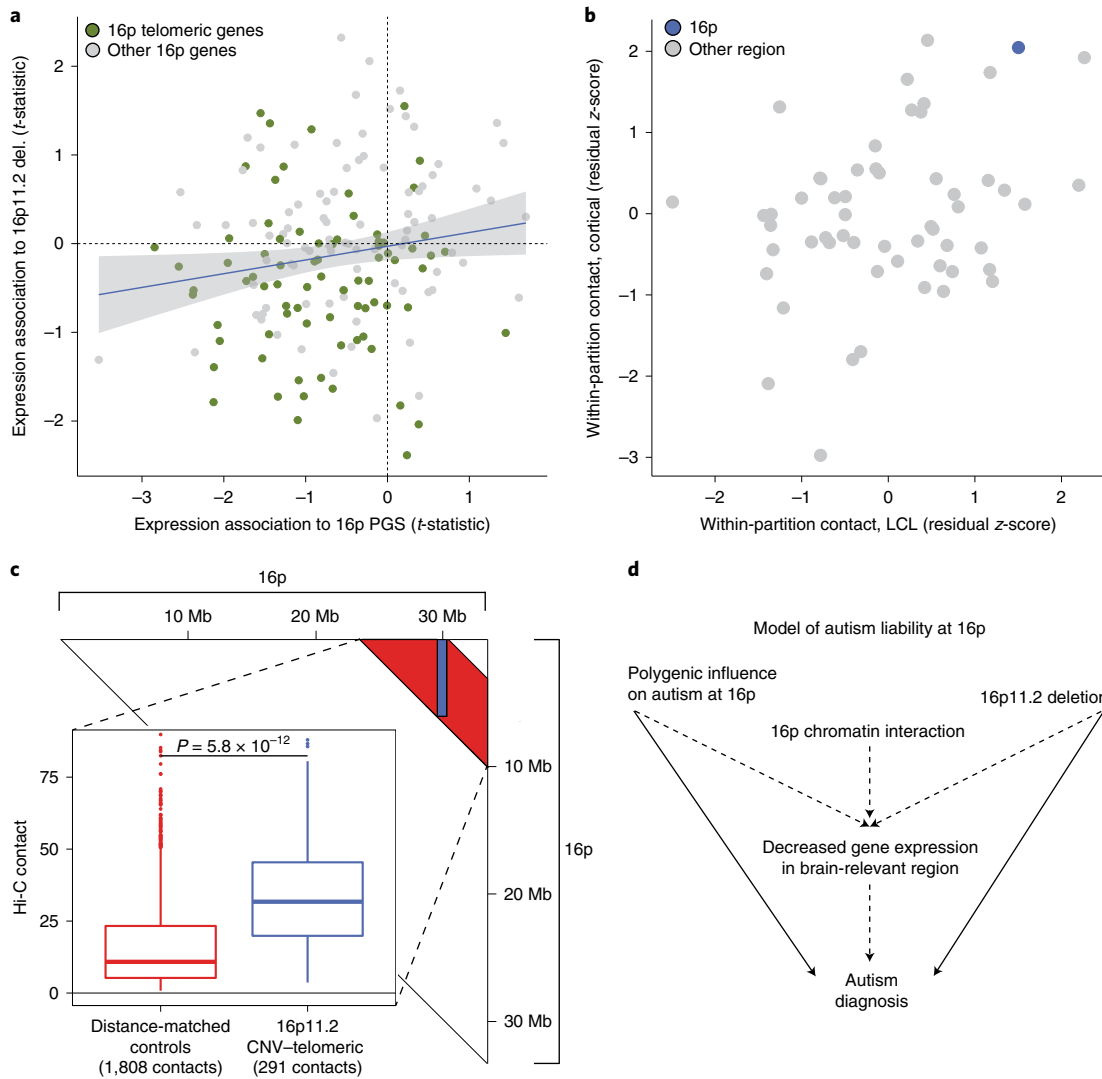 a
16p telomeric genes
Other 16p genes
Expression association to 16p11.2 del. (t-statistic)
2
1
0
–1
–2
–3
–2
–1
0
1
Expression association to 16p PGS (t-statistic)
b
16p
Other region
Within-partition contact, cortical (residual z-score)
2
1
0
–1
–2
–3
–2
–1
0
1
2
Within-partition contact, LCL (residual z-score)
c
16p
10 Mb
20 Mb
30 Mb
P = 5.8 × 10⁻¹²
Hi-C contact
75
50
25
0
Distance-matched
controls
(1,808 contacts)
16p11.2
CNV–telomeric
(291 contacts)
10 Mb
20 Mb
30 Mb
16p
d
Model of autism liability at 16p
Polygenic influence
on autism at 16p
16p11.2 deletion
16p chromatin interaction
Decreased gene expression
in brain-relevant region
Autism
diagnosis